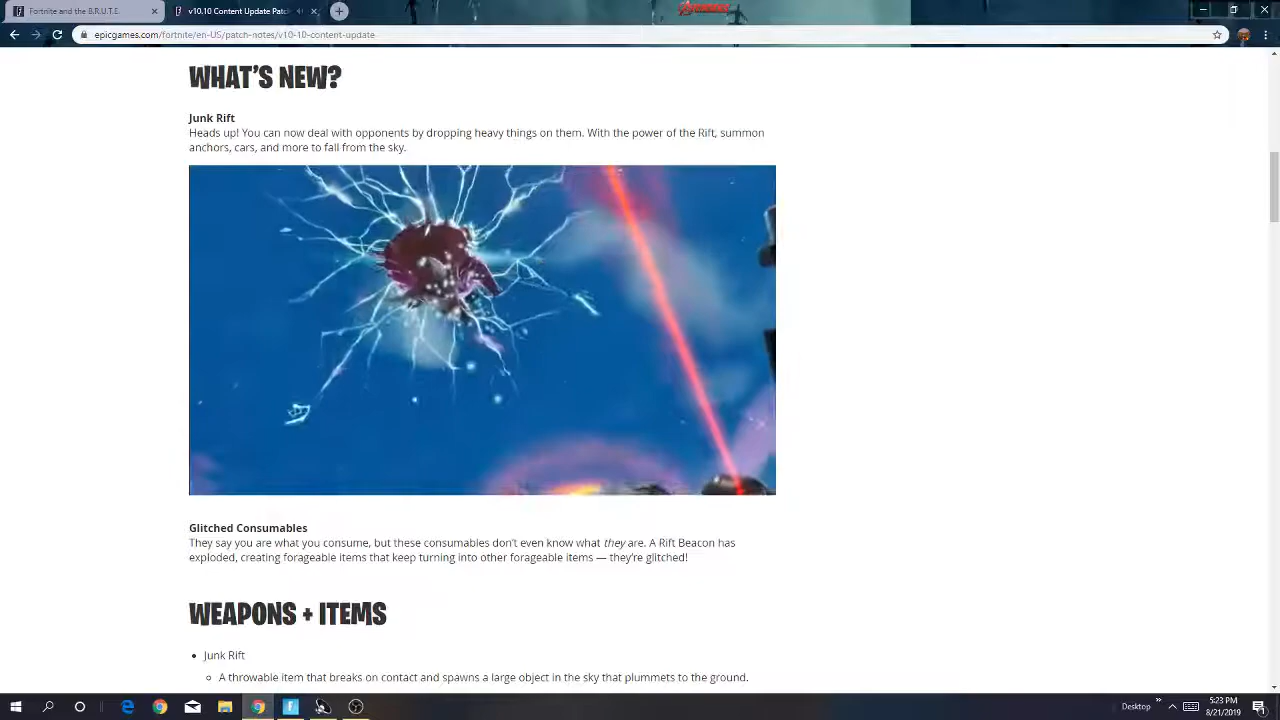 Fortnite and the B.R.U.T.E.
v10.10 Content Update Patc
epicgames.com/fortnite/en-US/patch-notes/v10-10-content-update
WHAT'S NEW?
Junk Rift
Heads up! You can now deal with opponents by dropping heavy things on them. With the power of the Rift, summon
anchors, cars, and more to fall from the sky.
Glitched Consumables
They say you are what you consume, but these consumables don't even know what they are. A Rift Beacon has
exploded, creating forageable items that keep turning into other forageable items — they're glitched!
WEAPONS + ITEMS
• Junk Rift
◦ A throwable item that breaks on contact and spawns a large object in the sky that plummets to the ground.
Desktop
5:23 PM
8/21/2019